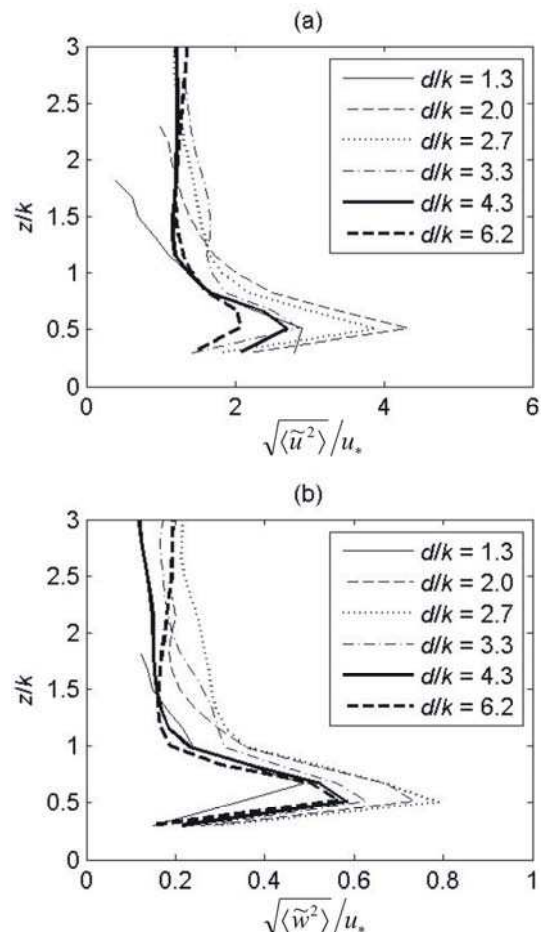 (a)
3
2.5
2
1.5
1
0.5
0
z/k
d/k = 1.3
d/k = 2.0
d/k = 2.7
d/k = 3.3
d/k = 4.3
d/k = 6.2
0 2 4 6
√⟨ũ²⟩/u*
(b)
3
2.5
2
1.5
1
0.5
0
z/k
d/k = 1.3
d/k = 2.0
d/k = 2.7
d/k = 3.3
d/k = 4.3
d/k = 6.2
0 0.2 0.4 0.6 0.8 1
√⟨w̃²⟩/u*